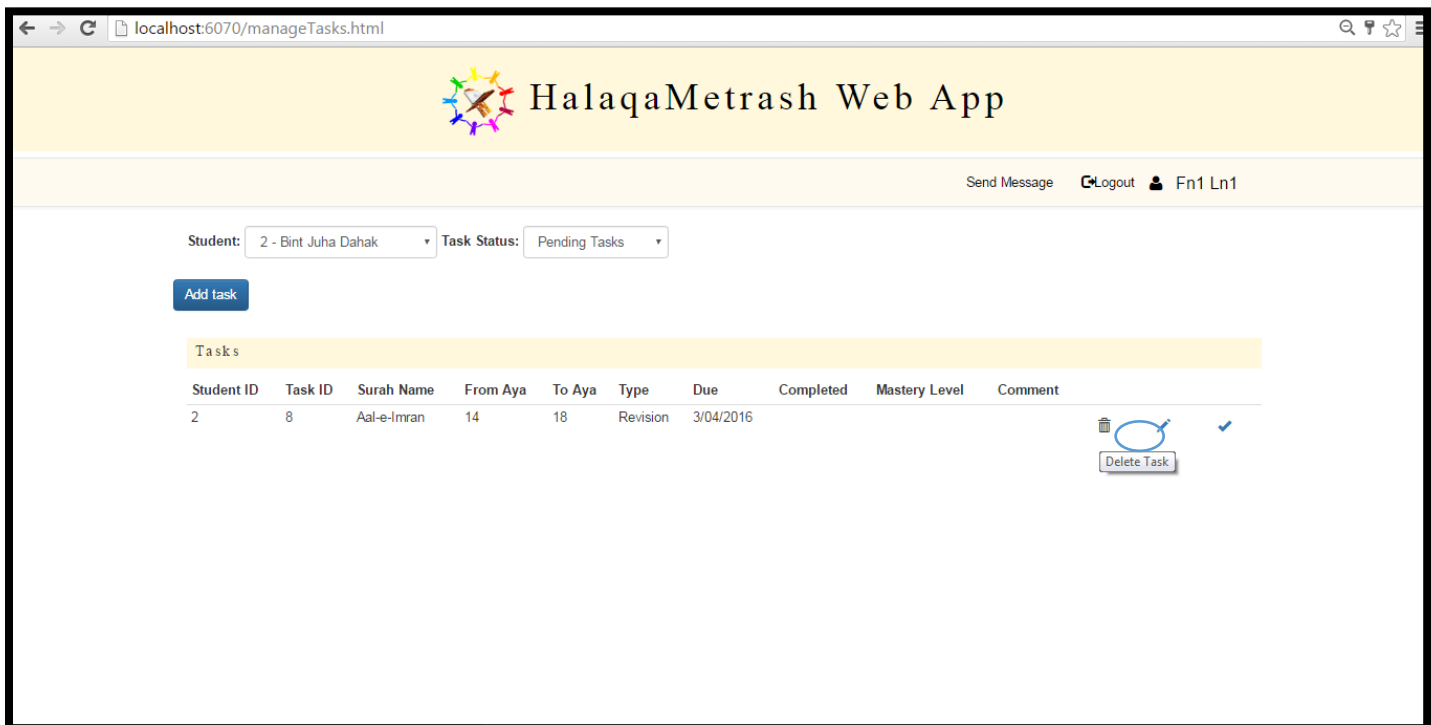 localhost:6070/manageTasks.html
HalaqaMetrash Web App
Send Message Logout Fn1 Ln1
Student: 2 - Bint Juha Dahak Task Status: Pending Tasks
Add task
Tasks
Student ID Task ID Surah Name From Aya To Aya Type Due Completed Mastery Level Comment
2 8 Aal-e-Imran 14 18 Revision 3/04/2016
Delete Task